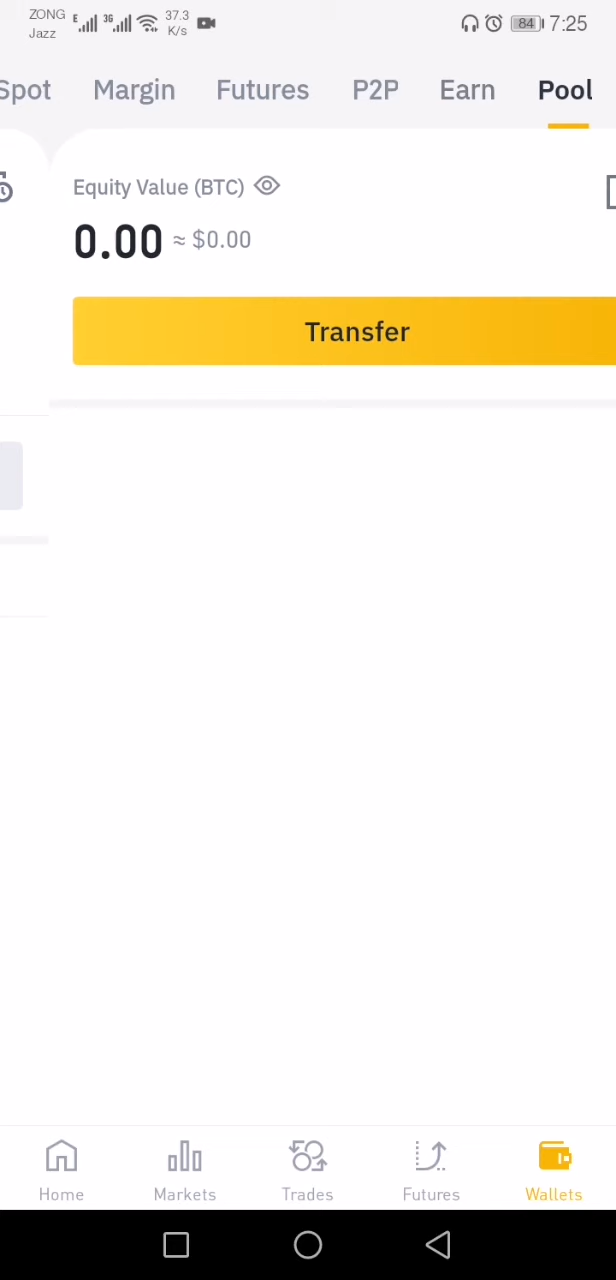 ZONG
Jazz
E 3G 37.3 K/s 84 7:25
Spot Margin Futures P2P Earn Pool
Equity Value (BTC)
0.00 ≈ $0.00
Transfer
Home Markets Trades Futures Wallets